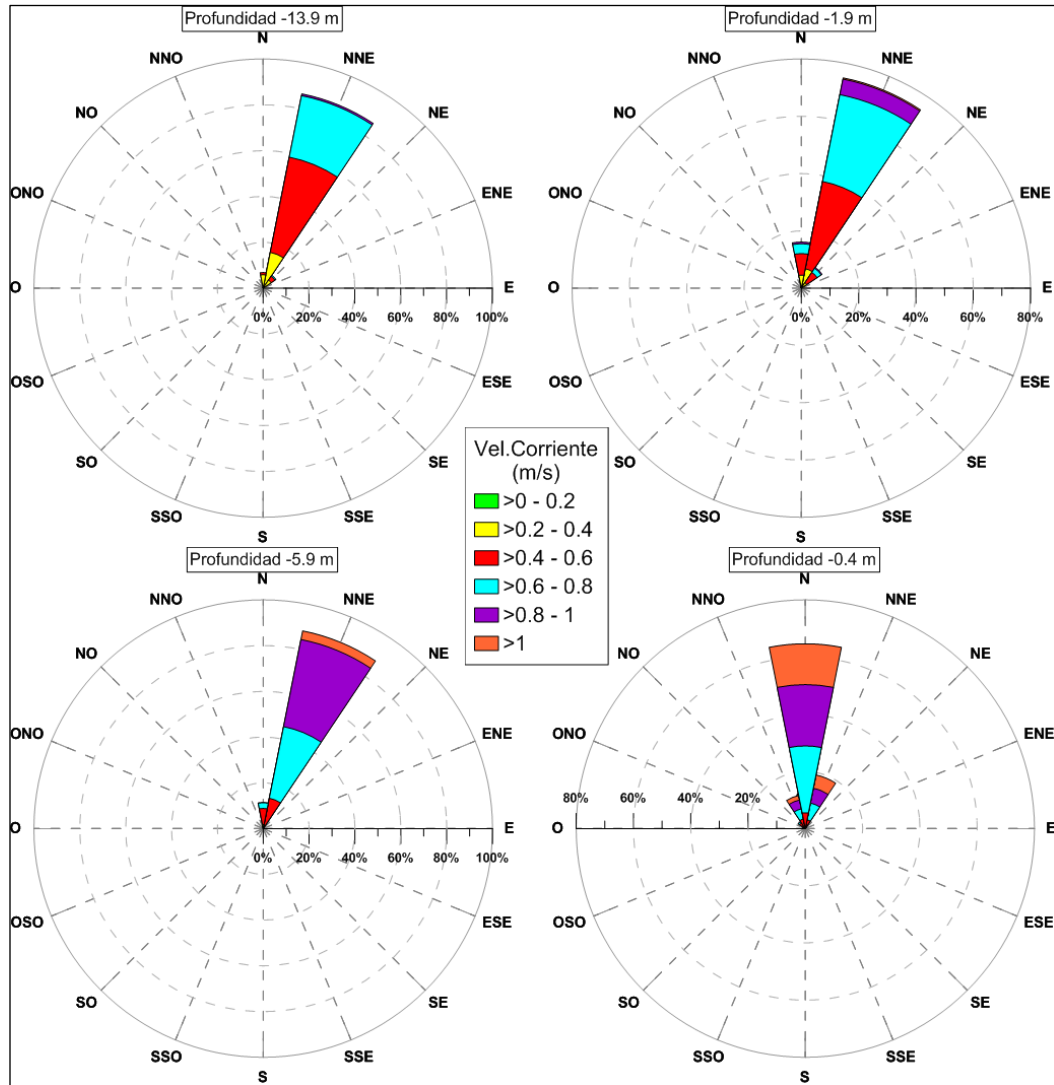 Profundidad -13.9 m
N
NNO
NNE
NO
NE
ONO
ENE
O
E
0%
20%
40%
60%
80%
100%
OSO
ESE
SO
SE
SSO
SSE
S
Profundidad -1.9 m
N
NNO
NNE
NO
NE
ONO
ENE
O
E
0%
20%
40%
60%
80%
OSO
ESE
SO
SE
SSO
SSE
S
Vel.Corriente
(m/s)
>0 - 0.2
>0.2 - 0.4
>0.4 - 0.6
>0.6 - 0.8
>0.8 - 1
>1
Profundidad -5.9 m
N
NNO
NNE
NO
NE
ONO
ENE
O
E
0%
20%
40%
60%
80%
100%
OSO
ESE
SO
SE
SSO
SSE
S
Profundidad -0.4 m
N
NNO
NNE
NO
NE
ONO
ENE
80%
60%
40%
20%
O
E
OSO
ESE
SO
SE
SSO
SSE
S